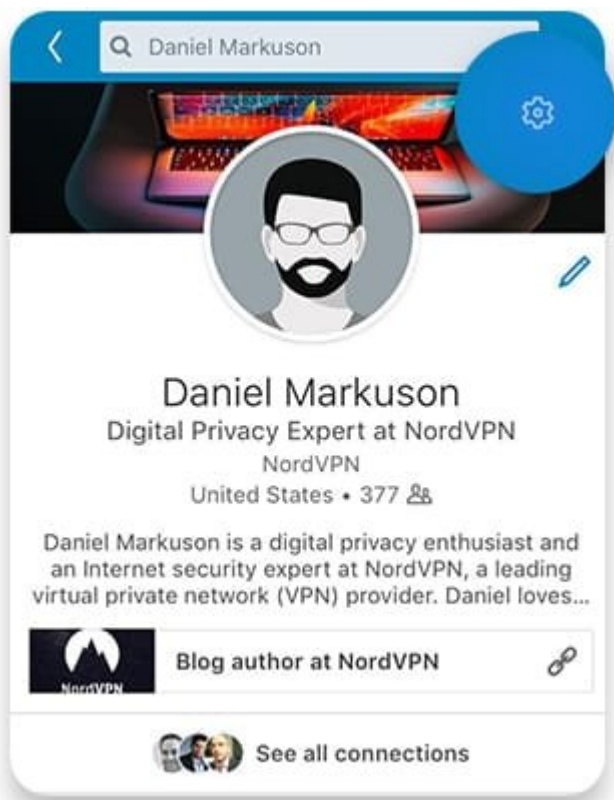 Daniel Markuson
Daniel Markuson
Digital Privacy Expert at NordVPN
NordVPN
United States • 377
Daniel Markuson is a digital privacy enthusiast and
an Internet security expert at NordVPN, a leading
virtual private network (VPN) provider. Daniel loves...
NordVPN
Blog author at NordVPN
See all connections